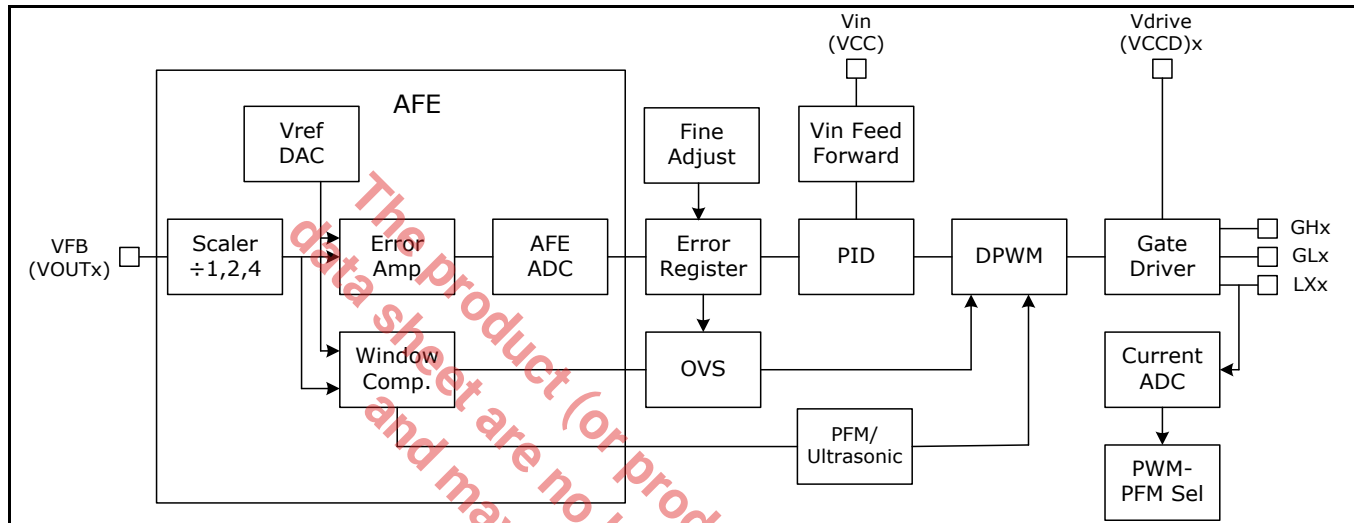 Vin
(VCC)
Vdrive
(VCCD)x
AFE
Vref
DAC
Fine
Adjust
Vin Feed
Forward
VFB
(VOUTx)
Scaler
÷1,2,4
Error
Amp
AFE
ADC
Error
Register
PID
DPWM
Gate
Driver
GHx
GLx
LXx
Window
Comp.
OVS
Current
ADC
PFM/
Ultrasonic
PWM-
PFM Sel
The product (or prod
data sheet are no
and ma